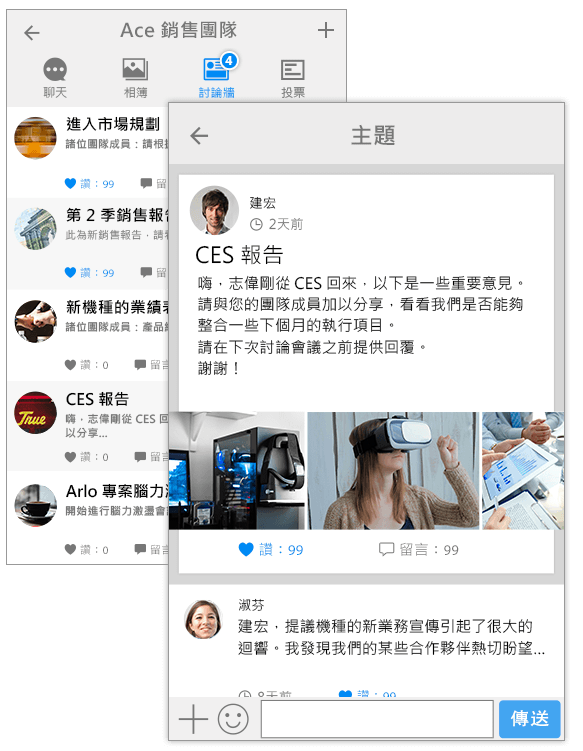 Ace 銷售團隊
聊天
相簿
4
討論牆
投票
進入市場規劃
諸位團隊成員：請根
讚：99
留
第 2 季銷售報
此為新銷售報告，請
讚：99
留
新機種的業績
諸位團隊成員：產品
讚：0
留言
CES 報告
嗨，志偉剛從 CES 回
以分享...
讚：0
留言
Arlo 專案腦力
開始進行腦力激盪會
讚：0
留言
True
主題
建宏
2天前
CES 報告
嗨，志偉剛從 CES 回來，以下是一些重要意見。
請與您的團隊成員加以分享，看看我們是否能夠
整合一些下個月的執行項目。
請在下次討論會議之前提供回覆。
謝謝！
讚：99
留言：99
淑芬
建宏，提議機種的新業務宣傳引起了很大的
迴響。我發現我們的某些合作夥伴熱切盼望...
8天前
讚：99
傳送